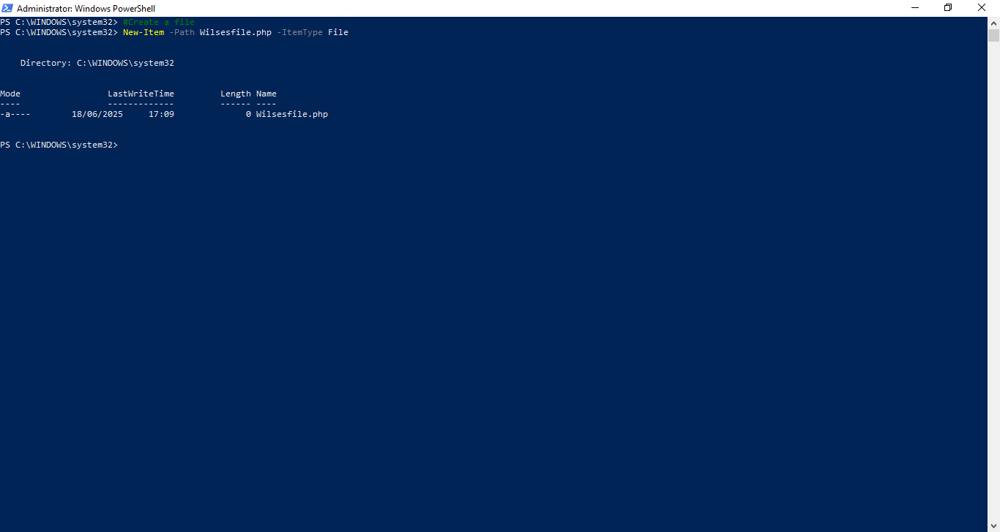 Administrator: Windows PowerShell
PS C:\WINDOWS\system32> #Create a file
PS C:\WINDOWS\system32> New-Item -Path Wilsesfile.php -ItemType File
Directory: C:\WINDOWS\system32
Mode LastWriteTime Length Name
---- ------------- ------ ----
-a---- 18/06/2025 17:09 0 Wilsesfile.php
PS C:\WINDOWS\system32>